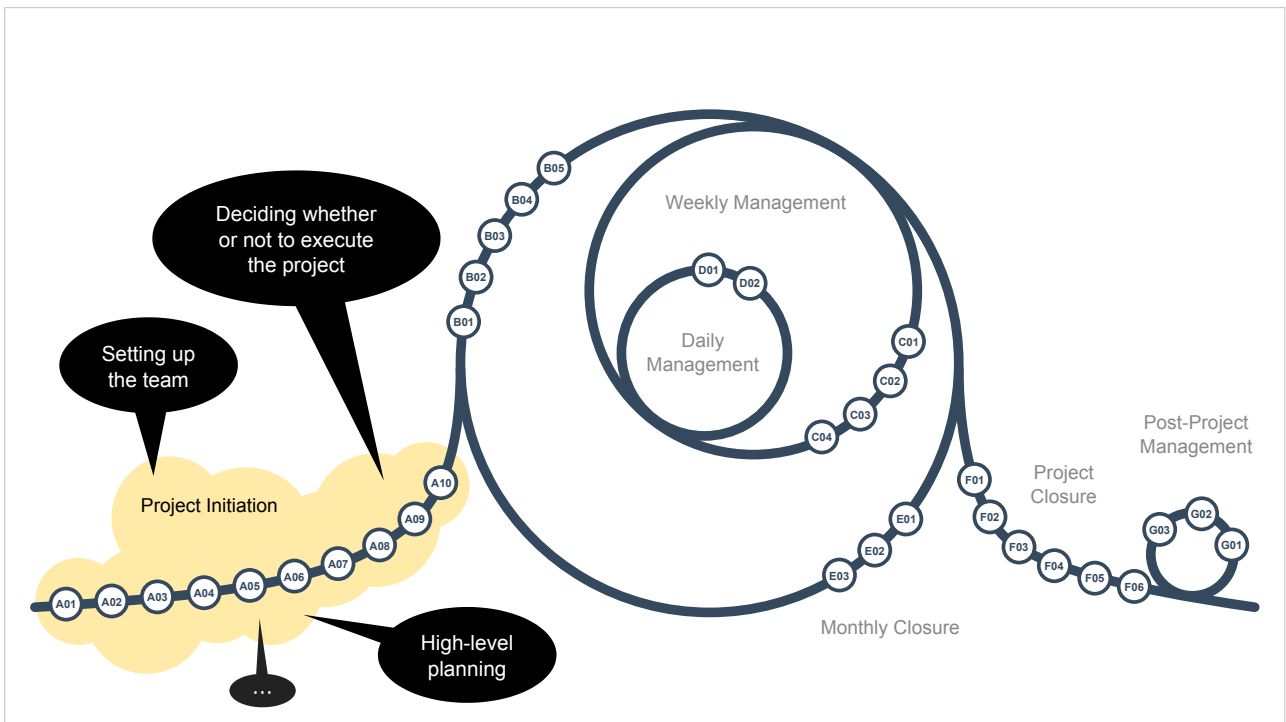 Deciding whether
or not to execute
the project
Setting up
the team
Project Initiation
A01
A02
A03
A04
A05
A06
A07
A08
A09
A10
...
High-level
planning
B01
B02
B03
B04
B05
Weekly Management
D01
D02
Daily
Management
C01
C02
C03
C04
E01
E02
E03
Monthly Closure
F01
F02
F03
F04
F05
F06
Project
Closure
Post-Project
Management
G01
G02
G03